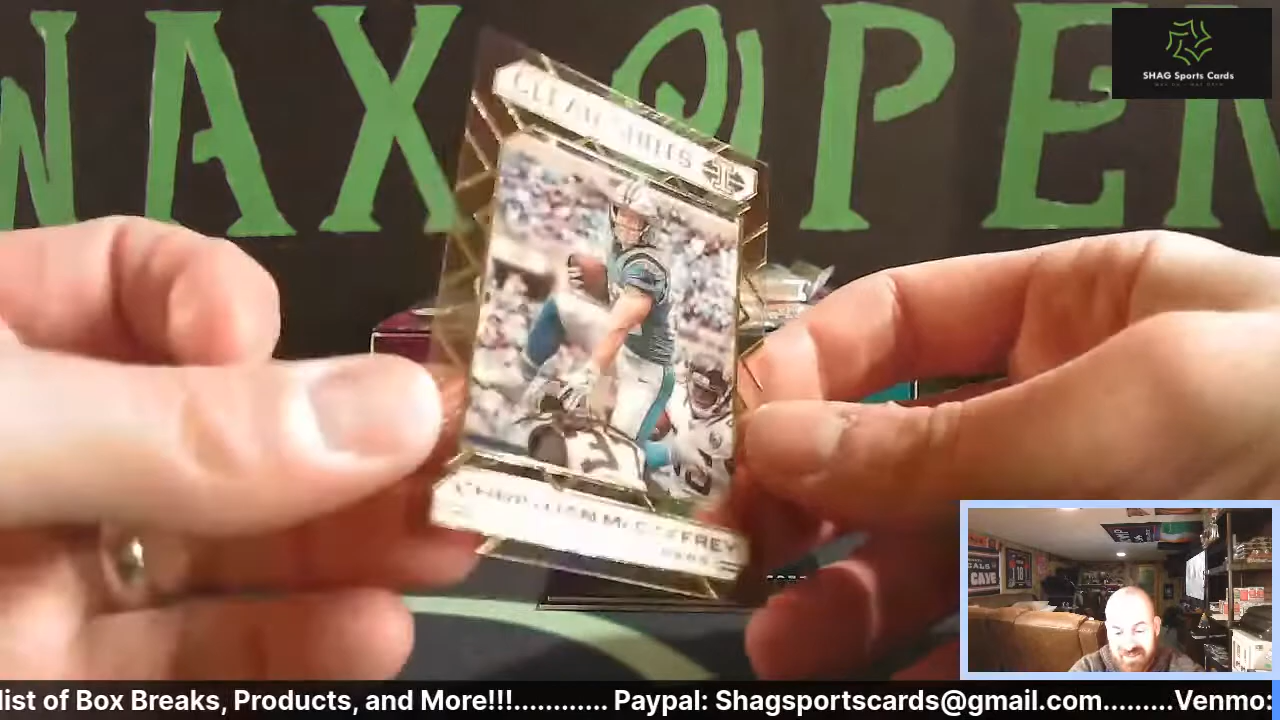 WAX OPEN
SHAG Sports Cards
CLEAR SHOTS
CHRISTIAN McCAFFREY
list of Box Breaks, Products, and More!!!............ Paypal: Shagsportscards@gmail.com.........Venmo: